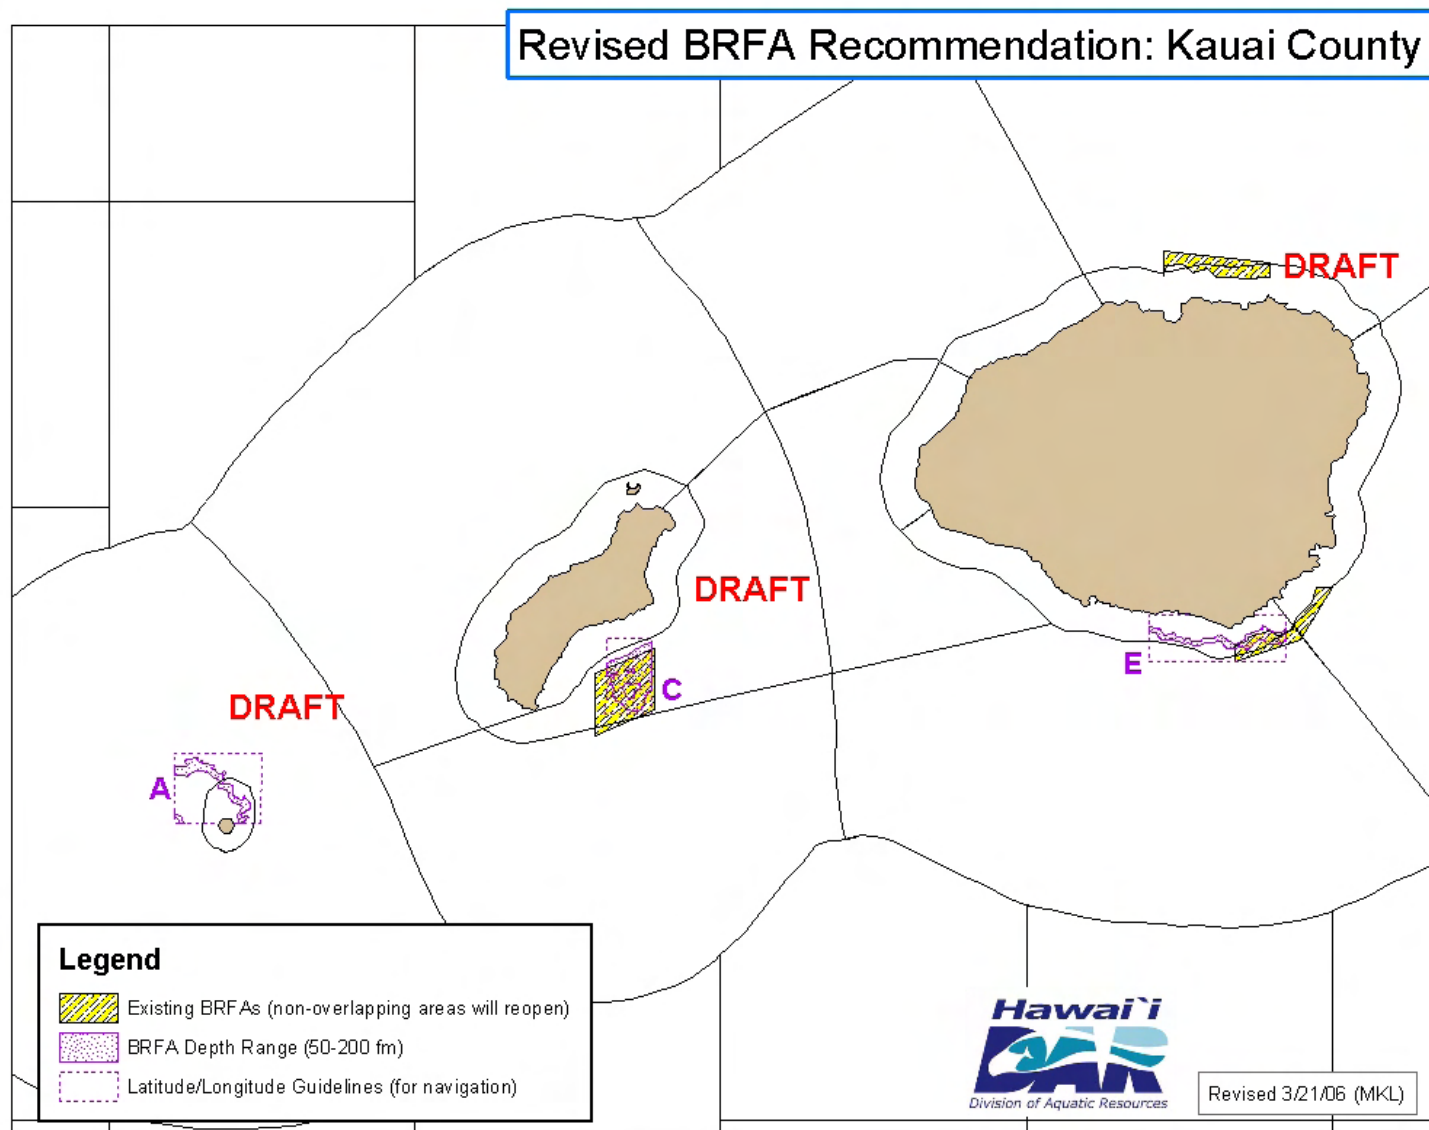 Revised BRFA Recommendation: Kauai County
DRAFT
DRAFT
C
E
DRAFT
A
Legend
Existing BRFAs (non-overlapping areas will reopen)
BRFA Depth Range (50-200 fm)
Latitude/Longitude Guidelines (for navigation)
Hawai`i
DAR
Division of Aquatic Resources
Revised 3/21/06 (MKL)